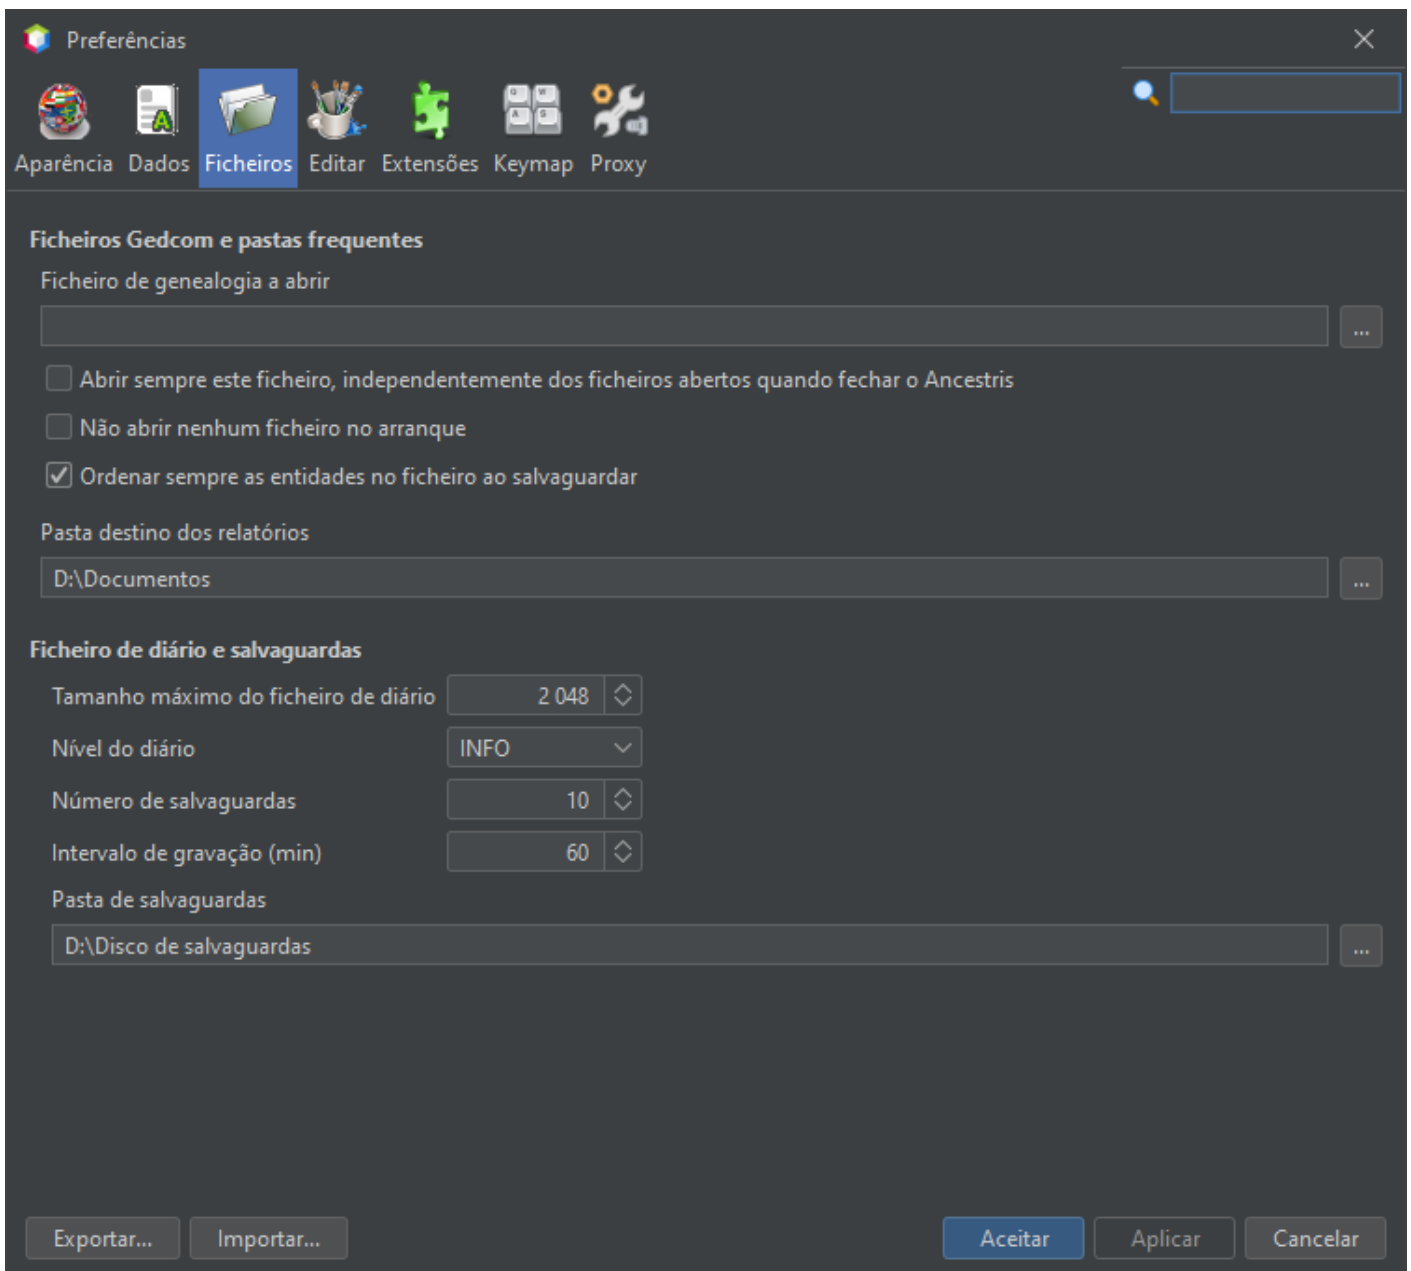 Preferências
Aparência Dados Ficheiros Editar Extensões Keymap Proxy
Ficheiros Gedcom e pastas frequentes
Ficheiro de genealogia a abrir
...
Abrir sempre este ficheiro, independentemente dos ficheiros abertos quando fechar o Ancestris
Não abrir nenhum ficheiro no arranque
Ordenar sempre as entidades no ficheiro ao salvaguardar
Pasta destino dos relatórios
D:\Documentos ...
Ficheiro de diário e salvaguardas
Tamanho máximo do ficheiro de diário 2 048
Nível do diário INFO
Número de salvaguardas 10
Intervalo de gravação (min) 60
Pasta de salvaguardas
D:\Disco de salvaguardas ...
Exportar... Importar... Aceitar Aplicar Cancelar